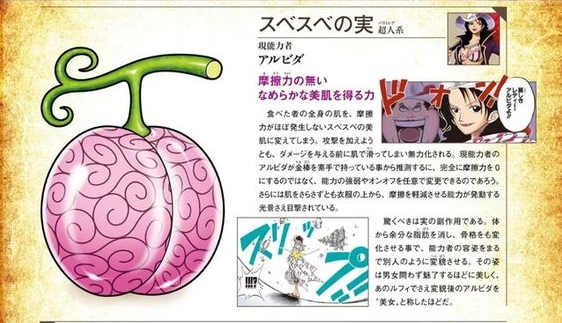 スベスベの実 超人系
パラミシア
現能力者
アルビダ
摩擦力の無い
なめらかな美肌を得る力
ドォォン!!
麗しきレディーアルビダ様っ!!
食べた者の全身の肌を、摩擦
力がほぼ発生しないスベスベの美
肌に変えてしまう。攻撃を加えよう
とも、ダメージを与える前に肌で滑ってしまい無力化される。現能力者の
アルビダが金棒を素手で持っている事から推測するに、完全に摩擦力を0
にするのではなく、能力の強弱やオンオフを任意で変更できるのであろう。
さらには肌をさらさずとも衣服の上から、摩擦を軽減させる能力が発動する
光景さえ目撃されている。
驚くべきは実の副作用である。体
から余分な脂肪を消し、骨格をも変
化させる事で、能力者の容姿をまる
で別人のように変貌させる。その姿
は男女問わず魅了するほどに美しく、
あのルフィでさえ変貌後のアルビダを
“美女”と称したほどだ。
!!!?